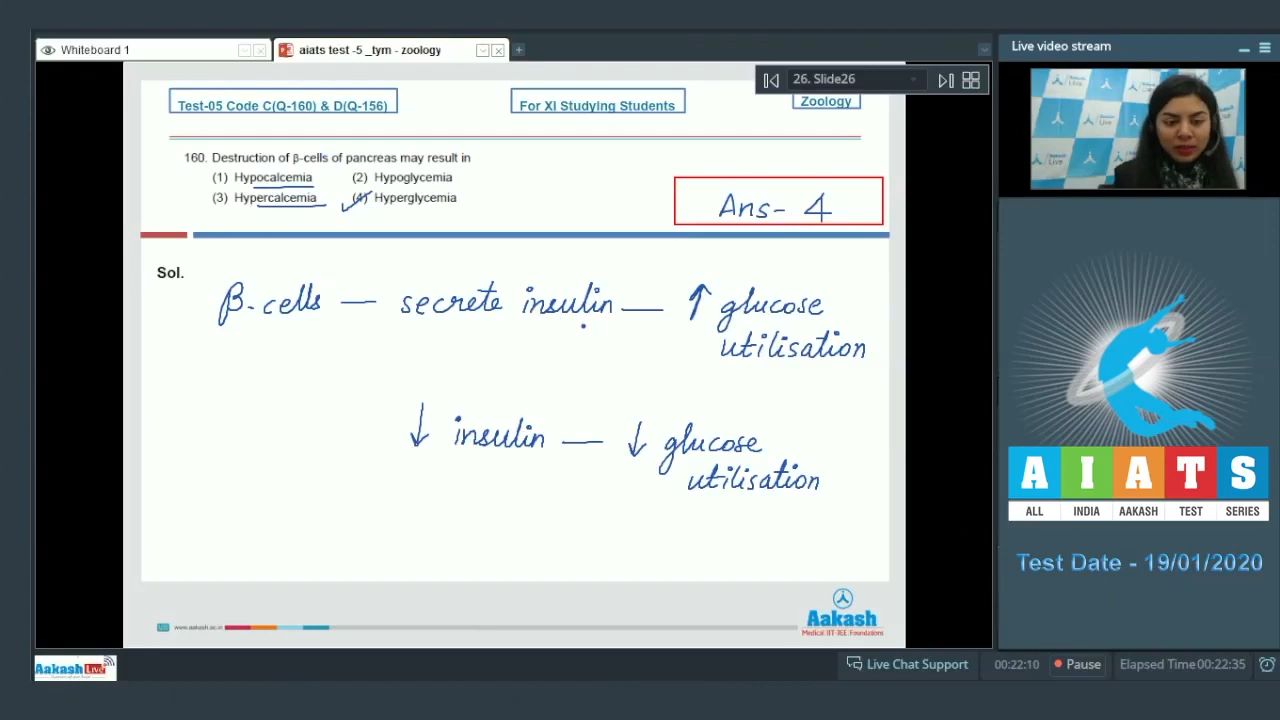 Whiteboard 1
aiats test -5 _tym - zoology
Live video stream
26. Slide26
Test-05 Code C(Q-160) & D(Q-156)
For XI Studying Students
Zoology
160. Destruction of β-cells of pancreas may result in
(1) Hypocalcemia (2) Hypoglycemia
(3) Hypercalcemia (4) Hyperglycemia
Ans- 4
Sol.
β-cells — secrete insulin — ↑ glucose
utilisation
↓ insulin — ↓ glucose
utilisation
A I A T S
ALL INDIA AAKASH TEST SERIES
Test Date - 19/01/2020
Aakash
Medical|IIT-JEE|Foundations
www.aakash.ac.in
Aakash Live
Live Chat Support
00:22:10
Pause
Elapsed Time 00:22:35